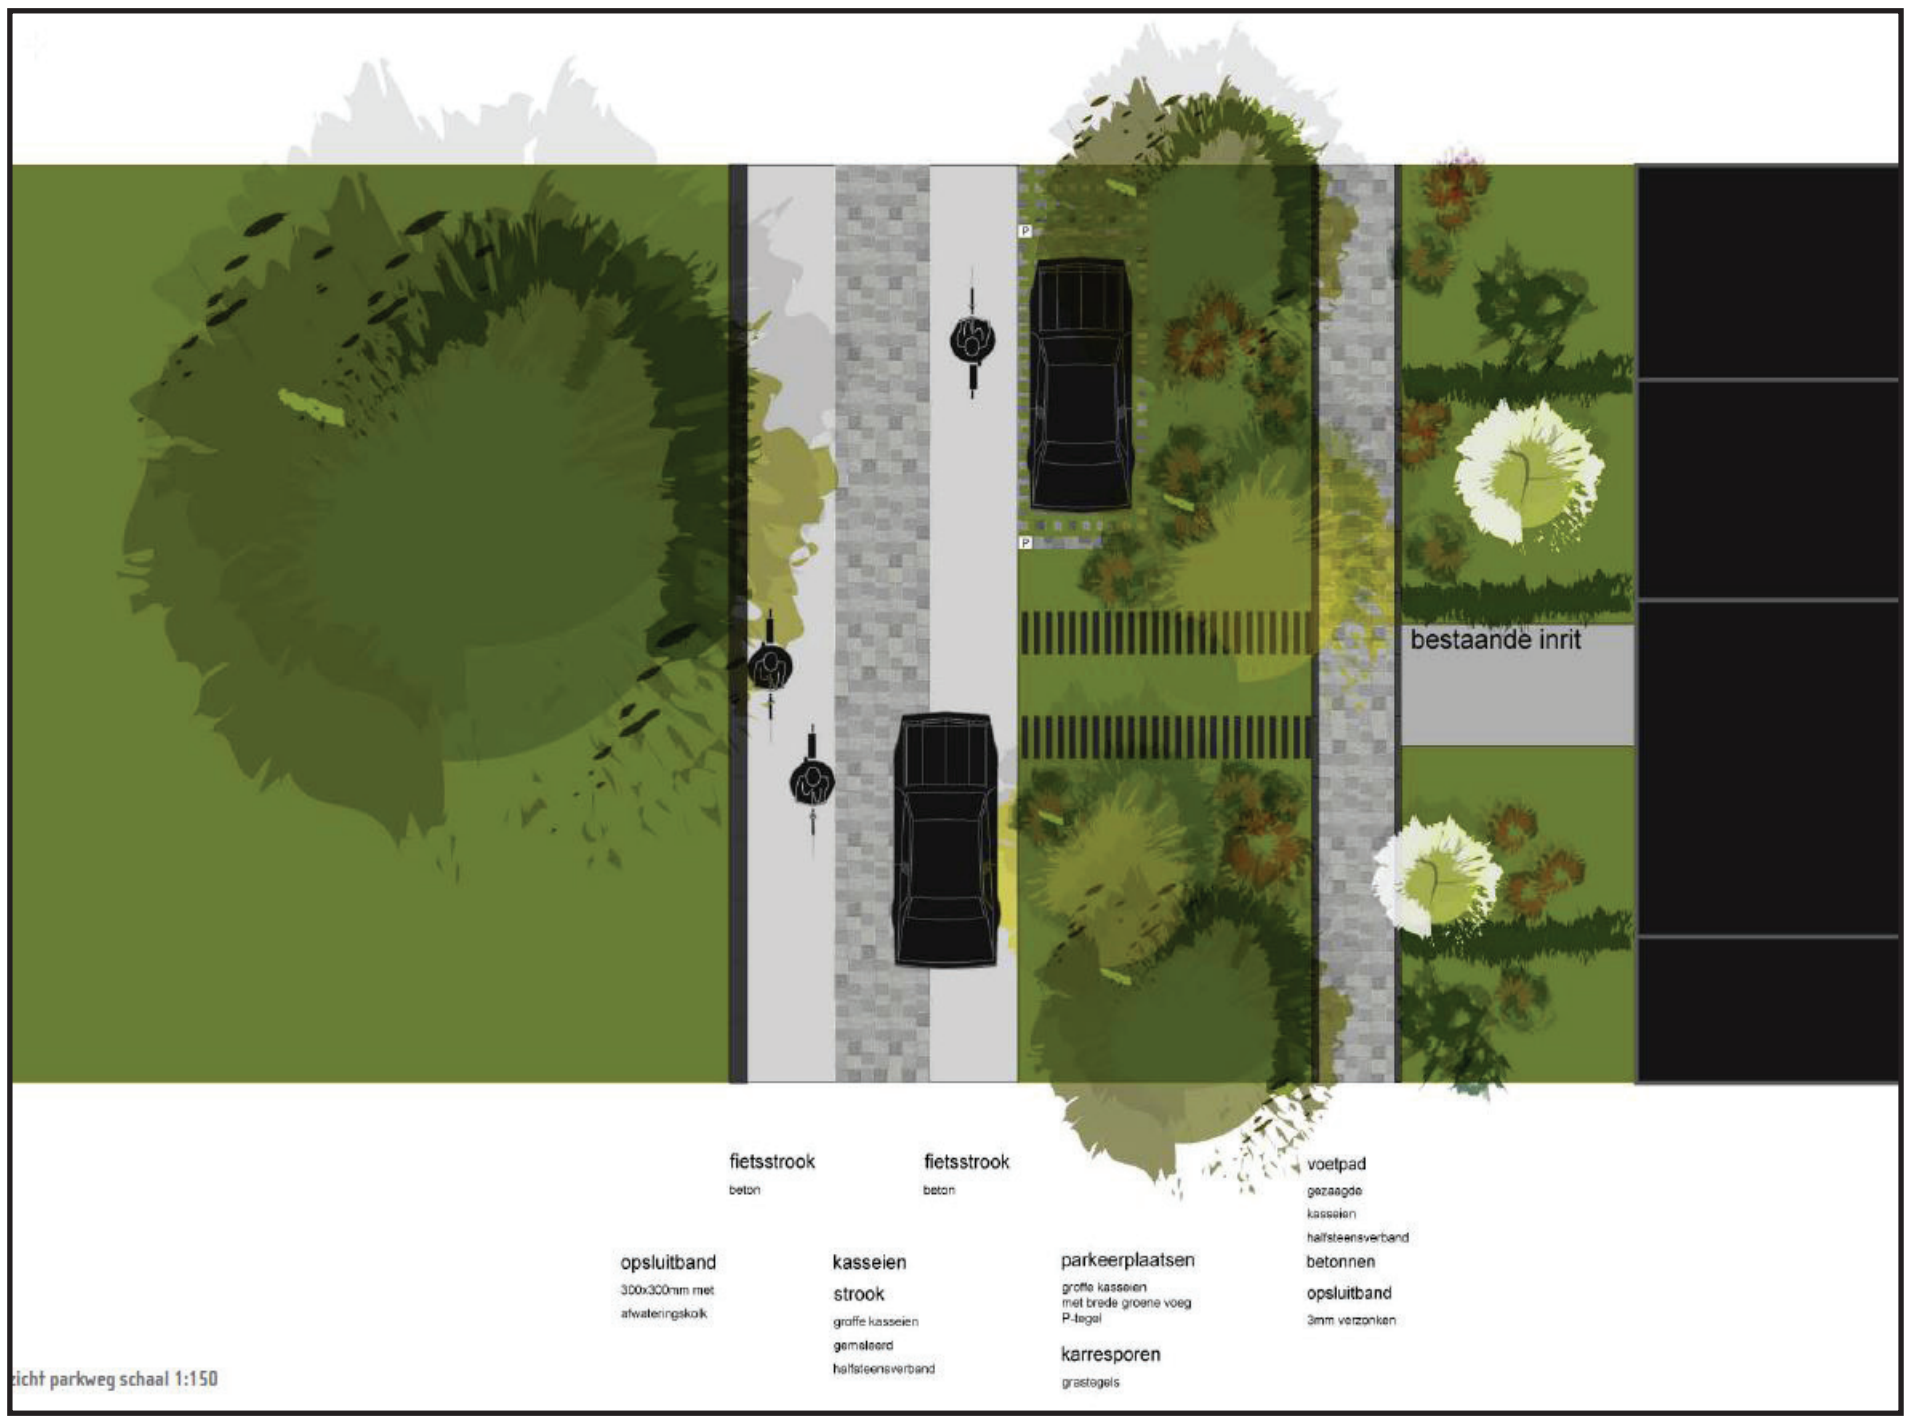 P
P
bestaande inrit
fietsstrook
beton
fietsstrook
beton
voetpad
gezaagde
kasseien
halfsteensverband
betonnen
opsluitband
3mm verzonken
opsluitband
300x300mm met
afwateringskolk
kasseien
strook
groffe kasseien
gemeleerd
halfsteensverband
parkeerplaatsen
groffe kasseien
met brede groene voeg
P-tegel
karresporen
grastegels
zicht parkweg schaal 1:150